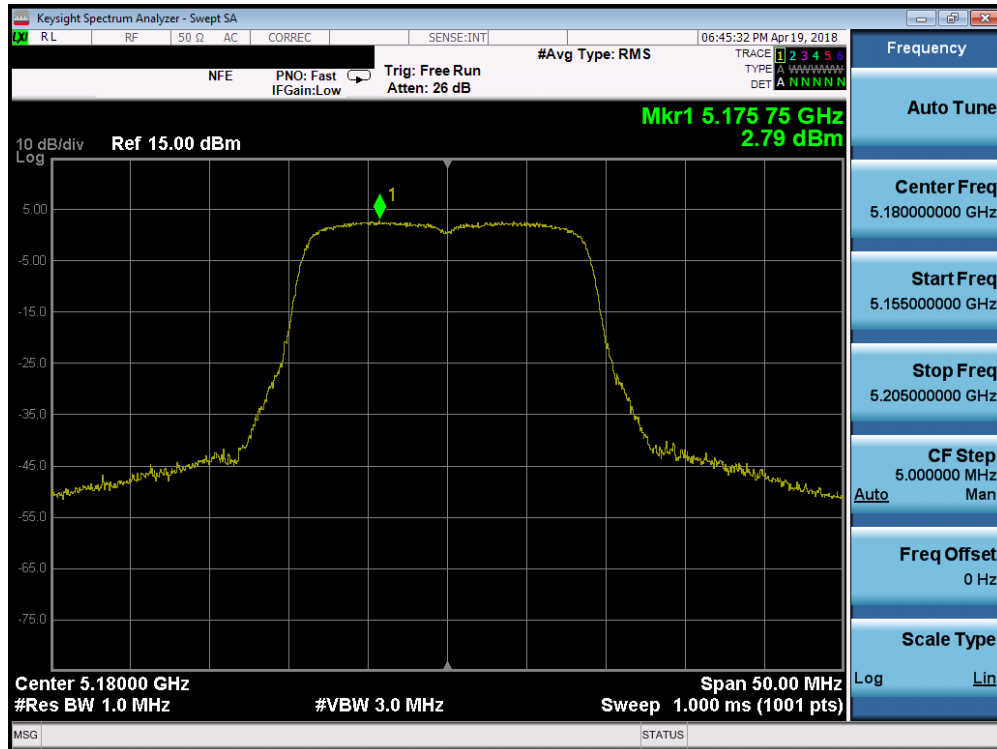 Keysight Spectrum Analyzer - Swept SA
LXI RL RF 50 Ω AC CORREC SENSE:INT 06:45:32 PM Apr 19, 2018
#Avg Type: RMS TRACE 1 2 3 4 5 6
NFE PNO: Fast Trig: Free Run TYPE A WWWWW
IFGain:Low Atten: 26 dB DET A N N N N N
Mkr1 5.175 75 GHz
2.79 dBm
10 dB/div Ref 15.00 dBm
Log
1
5.00
-5.00
-15.0
-25.0
-35.0
-45.0
-55.0
-65.0
-75.0
Center 5.18000 GHz Span 50.00 MHz
#Res BW 1.0 MHz #VBW 3.0 MHz Sweep 1.000 ms (1001 pts)
MSG STATUS
Frequency
Auto Tune
Center Freq
5.180000000 GHz
Start Freq
5.155000000 GHz
Stop Freq
5.205000000 GHz
CF Step
5.000000 MHz
Auto Man
Freq Offset
0 Hz
Scale Type
Log Lin